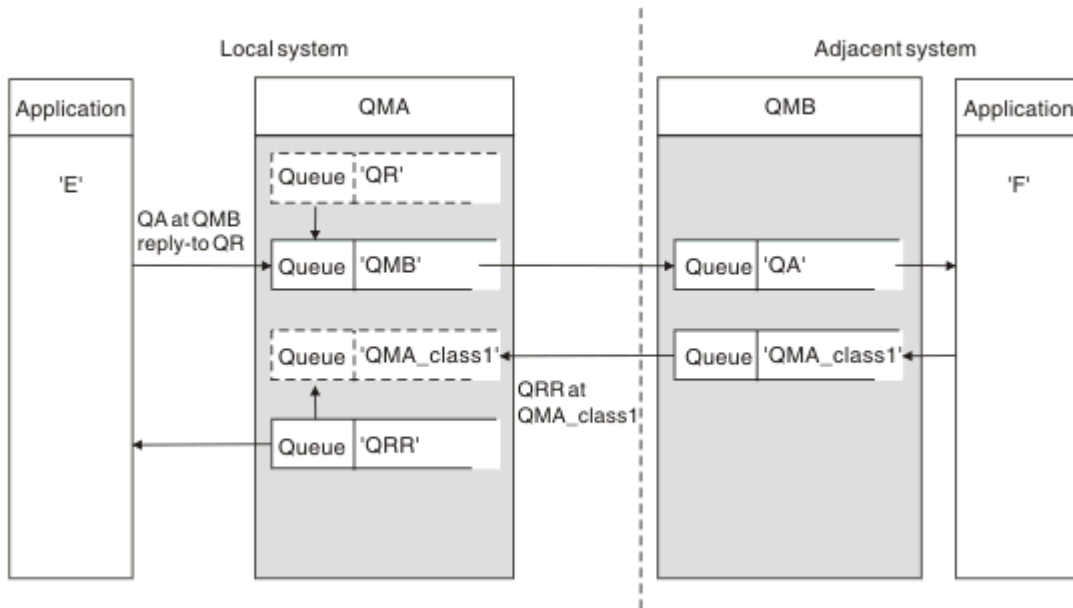 Local system
Adjacent system
Application
QMA
QMB
Application
'E'
Queue 'QR'
'F'
QA at QMB
reply-to QR
Queue 'QMB'
Queue 'QA'
Queue 'QMA_class1'
Queue 'QMA_class1'
QRR at
QMA_class1
Queue 'QRR'